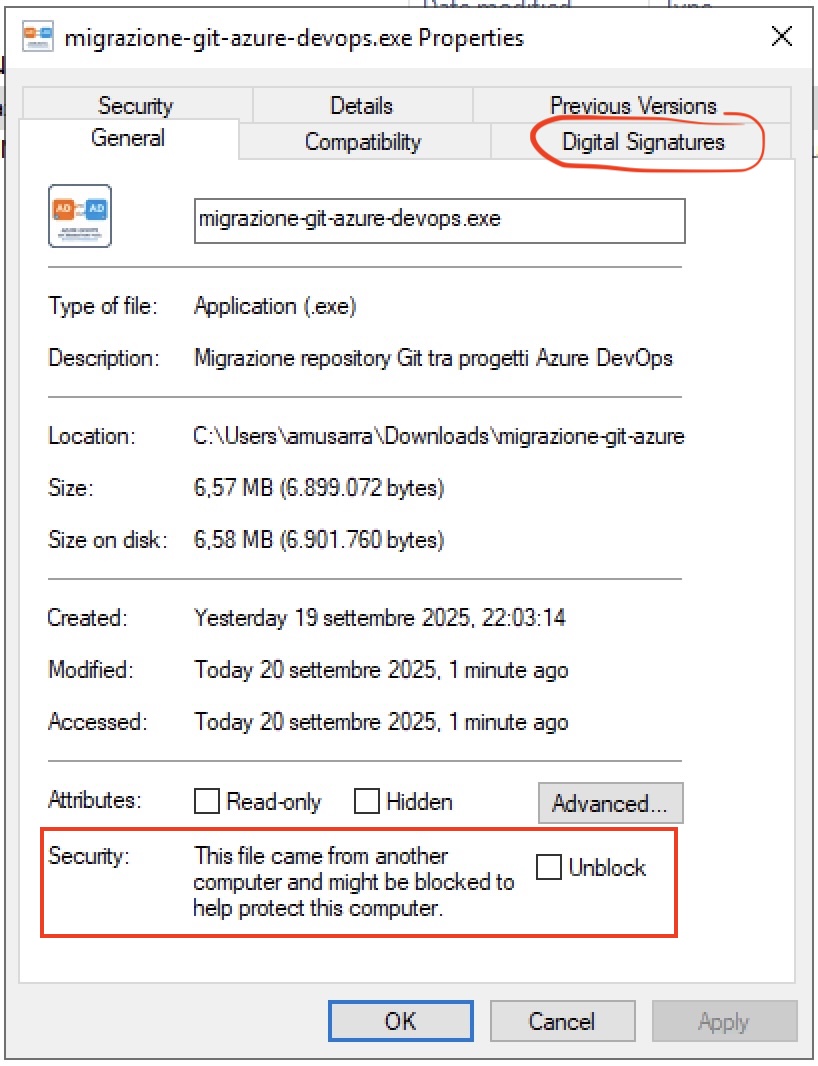 migrazione-git-azure-devops.exe Properties
Security Details Previous Versions
General Compatibility Digital Signatures
AD AD
migrazione-git-azure-devops.exe
Type of file: Application (.exe)
Description: Migrazione repository Git tra progetti Azure DevOps
Location: C:\Users\amusarra\Downloads\migrazione-git-azure
Size: 6,57 MB (6.899.072 bytes)
Size on disk: 6,58 MB (6.901.760 bytes)
Created: Yesterday 19 settembre 2025, 22:03:14
Modified: Today 20 settembre 2025, 1 minute ago
Accessed: Today 20 settembre 2025, 1 minute ago
Attributes: Read-only Hidden Advanced...
Security: This file came from another
computer and might be blocked to
help protect this computer.
Unblock
OK Cancel Apply